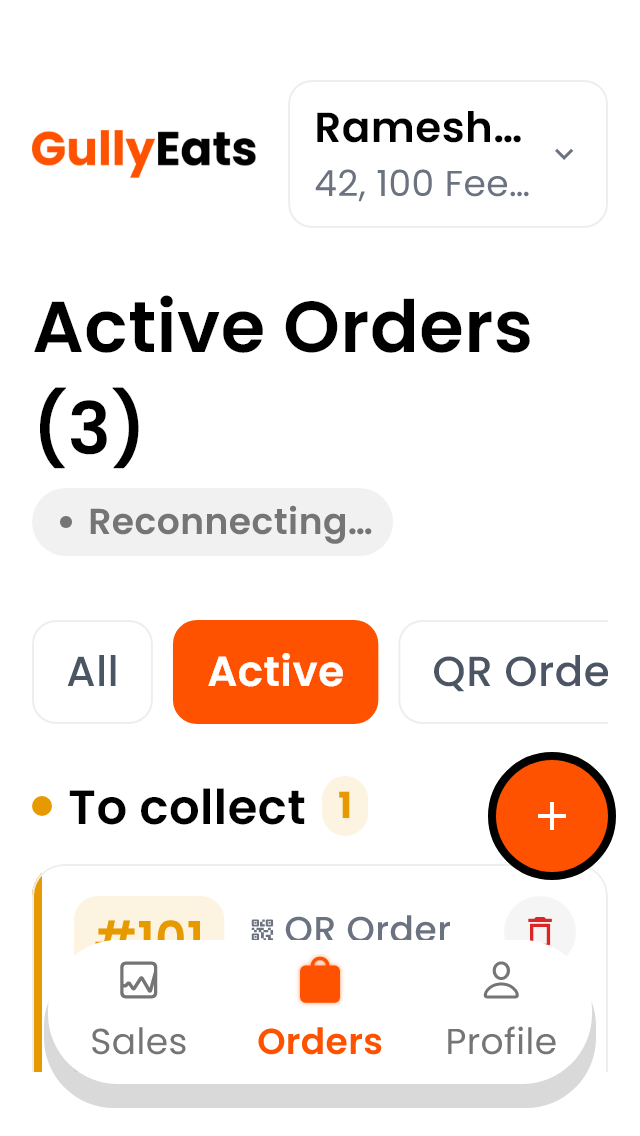 GullyEats
Ramesh...
42, 100 Fee...
Active Orders
(3)
Reconnecting...
All
Active
QR Orde
To collect
1
+
#101
QR Order
Sales
Orders
Profile